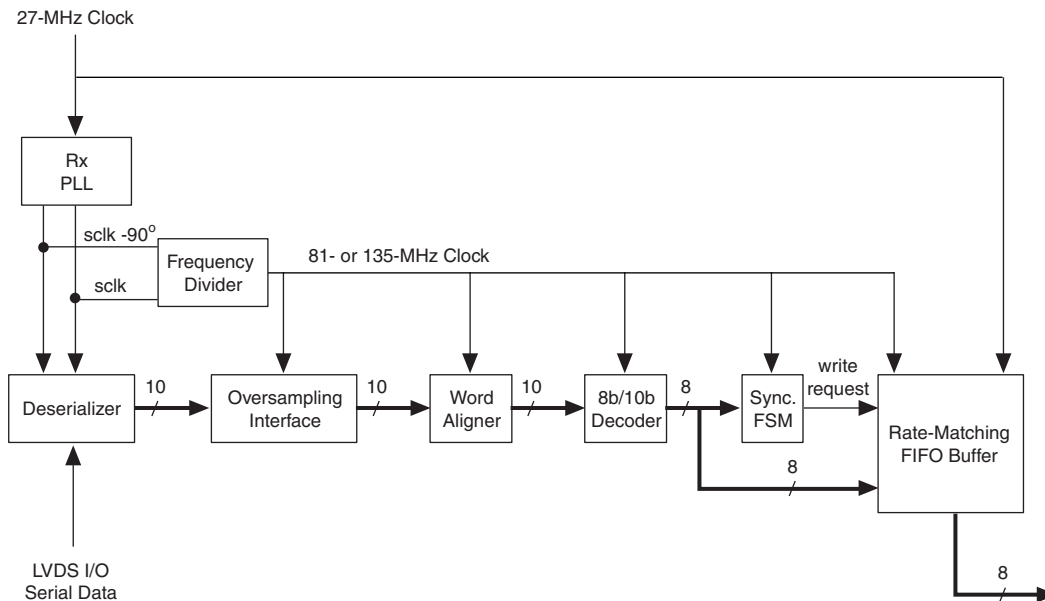 27-MHz Clock
Rx
PLL
sclk -90°
Frequency
Divider
81- or 135-MHz Clock
sclk
Deserializer
10
Oversampling
Interface
10
Word
Aligner
10
8b/10b
Decoder
8
Sync.
FSM
write
request
Rate-Matching
FIFO Buffer
8
LVDS I/O
Serial Data
8